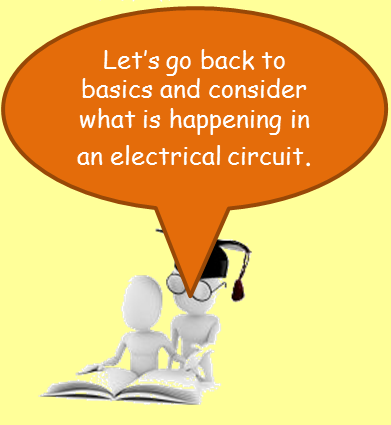 Let’s go back to
basics and consider
what is happening in
an electrical circuit.